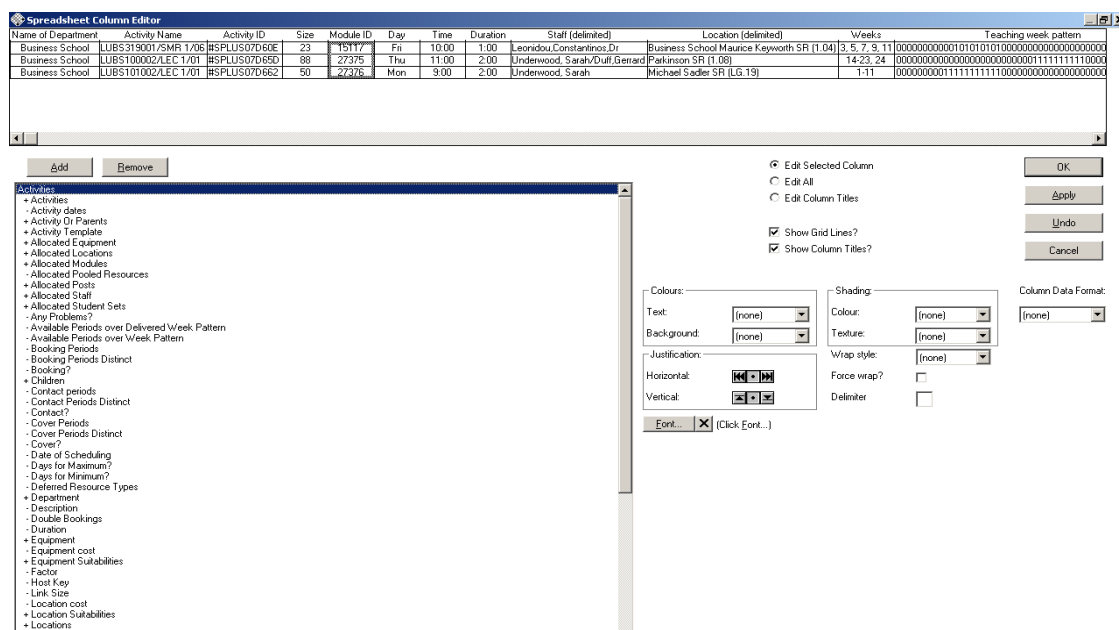 Spreadsheet Column Editor
Name of Department Activity Name Activity ID Size Module ID Day Time Duration Staff (delimited) Location (delimited) Weeks Teaching week pattern
Business School LUBS319001/SMR 1/06 #SPLUS07D60E 23 15117 Fri 10:00 1:00 Leonidou,Constantinos,Dr Business School Maurice Keyworth SR (1.04) 3, 5, 7, 9, 11
Business School LUBS100002/LEC 1/01 #SPLUS07D65D 88 27375 Thu 11:00 2:00 Underwood, Sarah/Duff,Gerrard Parkinson SR (1.08) 14-23, 24
Business School LUBS101002/LEC 1/01 #SPLUS07D662 50 27376 Mon 9:00 2:00 Underwood, Sarah Michael Sadler SR (LG.19) 1-11
Add Remove
Activities
+ Activities
- Activity dates
+ Activity Or Parents
+ Activity Template
+ Allocated Equipment
+ Allocated Locations
+ Allocated Modules
- Allocated Pooled Resources
+ Allocated Posts
+ Allocated Staff
+ Allocated Student Sets
- Any Problems?
- Available Periods over Delivered Week Pattern
- Available Periods over Week Pattern
- Booking Periods
- Booking Periods Distinct
- Booking?
+ Children
- Contact periods
- Contact Periods Distinct
- Contact?
- Cover Periods
- Cover Periods Distinct
- Cover?
- Date of Scheduling
- Days for Maximum?
- Days for Minimum?
- Deferred Resource Types
+ Department
- Description
- Double Bookings
- Duration
+ Equipment
- Equipment cost
+ Equipment Suitabilities
- Factor
- Host Key
- Link Size
- Location cost
+ Location Suitabilities
+ Locations
Edit Selected Column
Edit All
Edit Column Titles
Show Grid Lines?
Show Column Titles?
OK
Apply
Undo
Cancel
Colours:
Text: (none)
Background: (none)
Justification:
Horizontal:
Vertical:
Font... (Click Font...)
Shading:
Colour: (none)
Texture: (none)
Wrap style: (none)
Force wrap?
Delimiter
Column Data Format:
(none)